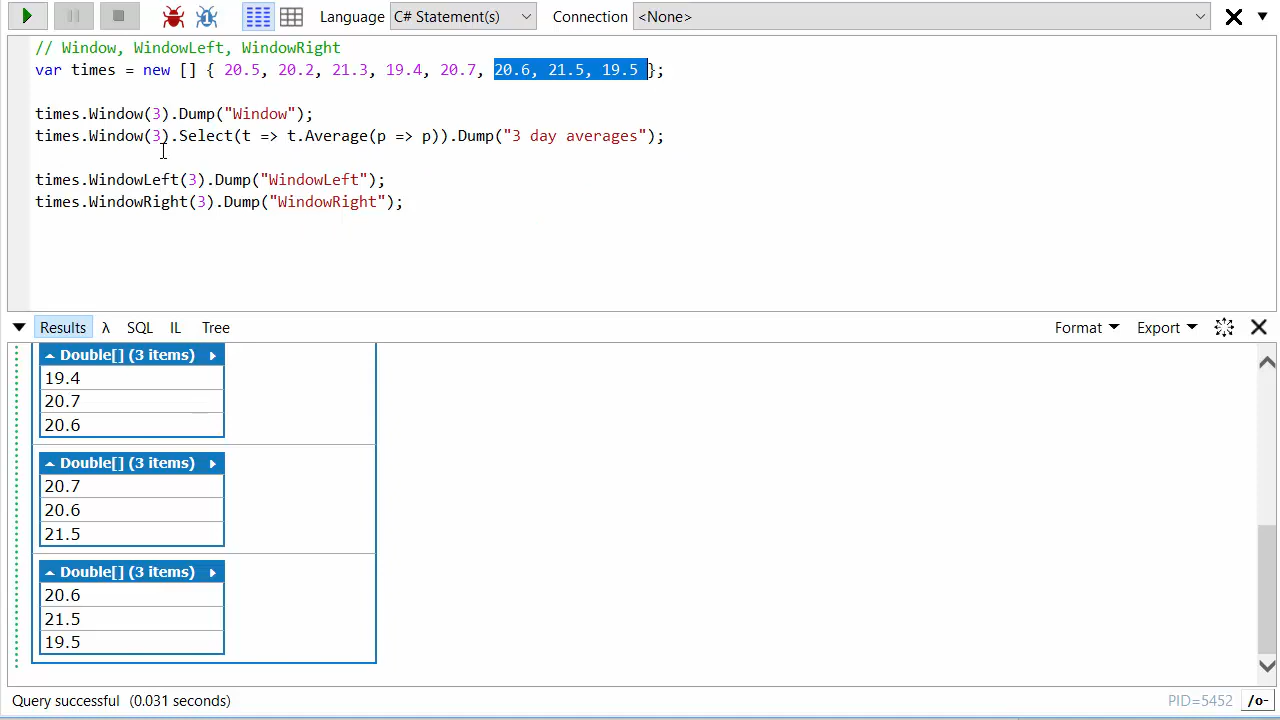 Language C# Statement(s) Connection <None>
// Window, WindowLeft, WindowRight
var times = new [] { 20.5, 20.2, 21.3, 19.4, 20.7, 20.6, 21.5, 19.5 };
times.Window(3).Dump("Window");
times.Window(3).Select(t => t.Average(p => p)).Dump("3 day averages");
times.WindowLeft(3).Dump("WindowLeft");
times.WindowRight(3).Dump("WindowRight");
Results λ SQL IL Tree Format Export
Double[] (3 items)
19.4
20.7
20.6
Double[] (3 items)
20.7
20.6
21.5
Double[] (3 items)
20.6
21.5
19.5
Query successful (0.031 seconds) PID=5452 /o-